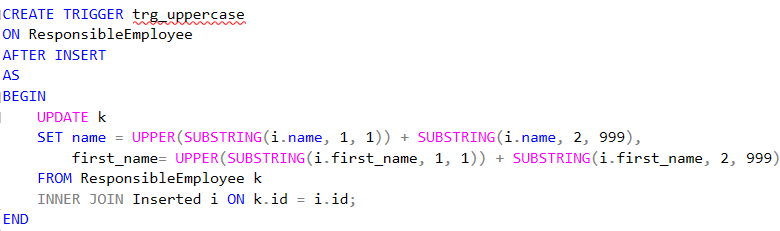 CREATE TRIGGER trg_uppercase
ON ResponsibleEmployee
AFTER INSERT
AS
BEGIN
    UPDATE k
    SET name = UPPER(SUBSTRING(i.name, 1, 1)) + SUBSTRING(i.name, 2, 999),
        first_name= UPPER(SUBSTRING(i.first_name, 1, 1)) + SUBSTRING(i.first_name, 2, 999)
    FROM ResponsibleEmployee k
    INNER JOIN Inserted i ON k.id = i.id;
END